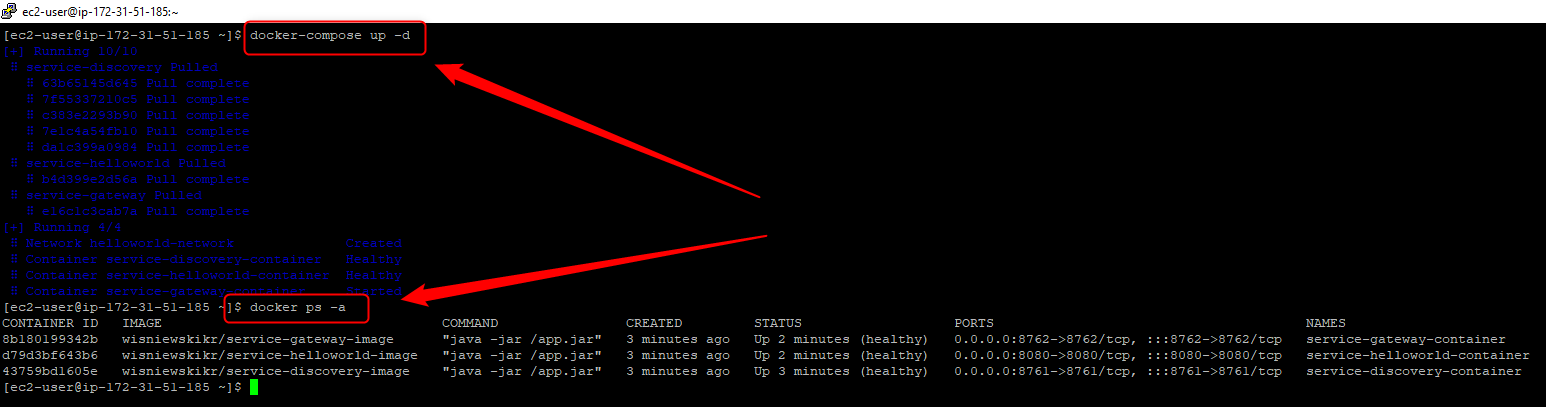 ec2-user@ip-172-31-51-185:~
[ec2-user@ip-172-31-51-185 ~]$ docker-compose up -d
[+] Running 10/10
service-discovery Pulled
63b65145d645 Pull complete
7f55337210c5 Pull complete
c383e2293b90 Pull complete
7e1c4a54fb10 Pull complete
da1c399a0984 Pull complete
service-helloworld Pulled
b4d399e2d56a Pull complete
service-gateway Pulled
e16c1c3cab7a Pull complete
[+] Running 4/4
Network helloworld-network Created
Container service-discovery-container Healthy
Container service-helloworld-container Healthy
Container service-gateway-container Started
[ec2-user@ip-172-31-51-185 ~]$ docker ps -a
CONTAINER ID IMAGE COMMAND CREATED STATUS PORTS NAMES
8b180199342b wisniewskikr/service-gateway-image "java -jar /app.jar" 3 minutes ago Up 2 minutes (healthy) 0.0.0.0:8762->8762/tcp, :::8762->8762/tcp service-gateway-container
d79d3bf643b6 wisniewskikr/service-helloworld-image "java -jar /app.jar" 3 minutes ago Up 2 minutes (healthy) 0.0.0.0:8080->8080/tcp, :::8080->8080/tcp service-helloworld-container
43759bd1605e wisniewskikr/service-discovery-image "java -jar /app.jar" 3 minutes ago Up 3 minutes (healthy) 0.0.0.0:8761->8761/tcp, :::8761->8761/tcp service-discovery-container
[ec2-user@ip-172-31-51-185 ~]$